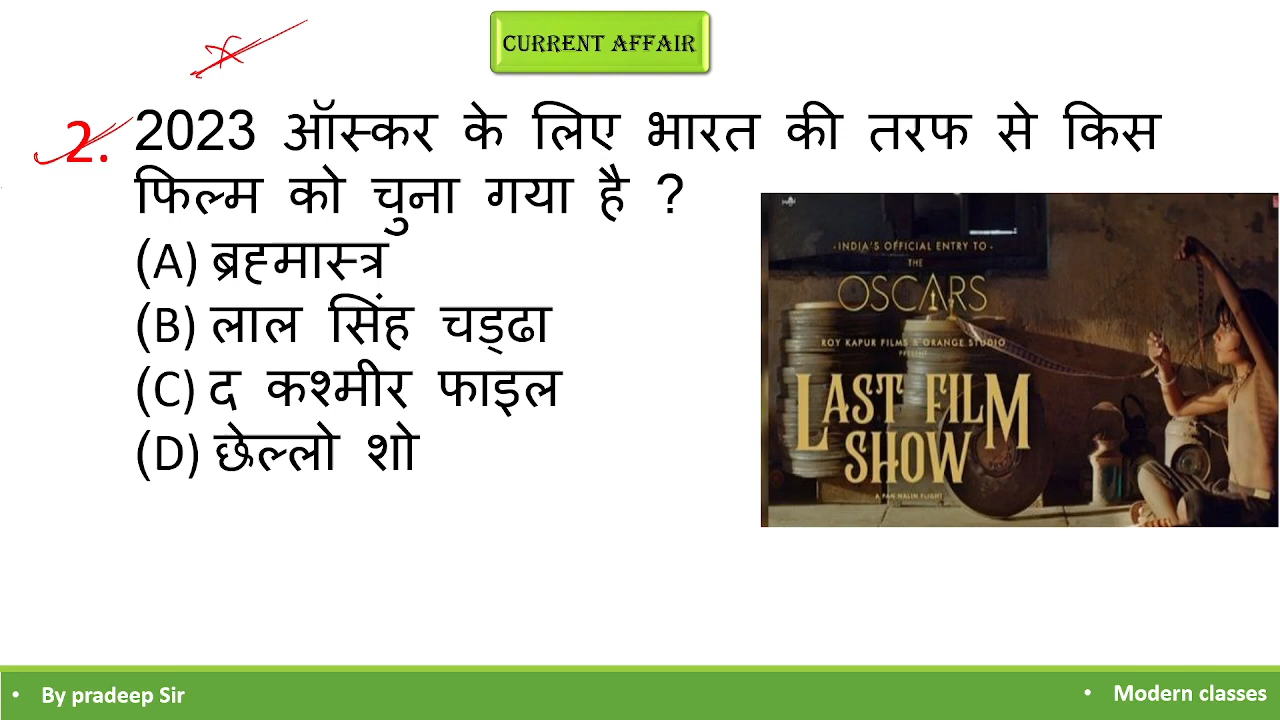 CURRENT AFFAIR
2. 2023 ऑस्कर के लिए भारत की तरफ से किस
फिल्म को चुना गया है ?
(A) ब्रह्मास्त्र
(B) लाल सिंह चड्ढा
(C) द कश्मीर फाइल
(D) छेल्लो शो
·INDIA'S OFFICIAL ENTRY TO·
THE
OSCARS
ROY KAPUR FILMS & ORANGE STUDIO
PRESENT
LAST FILM
SHOW
A PAN NALIN FLIGHT
• By pradeep Sir
• Modern classes